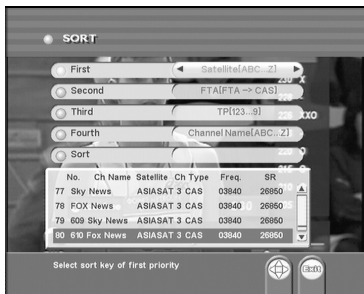 SORT
First Satellite[ABC...Z]
Second FTA[FTA -> CAS]
Third TP[123...9]
Fourth Channel Name[ABC...Z]
Sort
No. Ch Name Satellite Ch Type Freq. SR
77 Sky News ASIASAT 3 CAS 03840 26850
78 FOX News ASIASAT 3 CAS 03840 26850
79 609 Sky News ASIASAT 3 CAS 03840 26850
80 610 Fox News ASIASAT 3 CAS 03840 26850
Select sort key of first priority
Exit